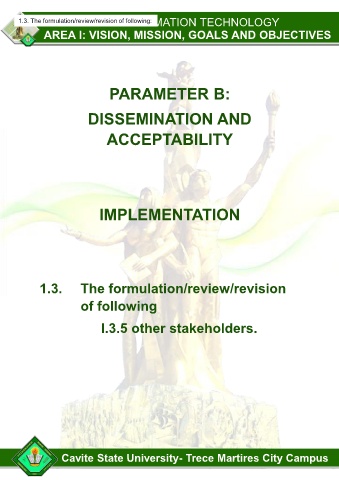 1.3. The formulation/review/revision of following:
MATION TECHNOLOGY
AREA I: VISION, MISSION, GOALS AND OBJECTIVES
PARAMETER B:
DISSEMINATION AND
ACCEPTABILITY
IMPLEMENTATION
1.3. The formulation/review/revision
of following
I.3.5 other stakeholders.
Cavite State University- Trece Martires City Campus